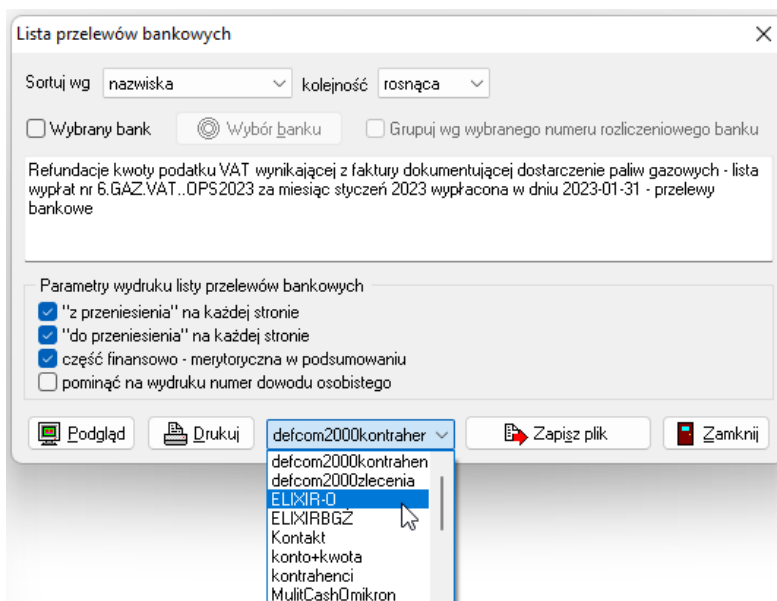 Lista przelewów bankowych
Sortuj wg nazwiska kolejność rosnąca
Wybrany bank Wybór banku Grupuj wg wybranego numeru rozliczeniowego banku
Refundacje kwoty podatku VAT wynikającej z faktury dokumentującej dostarczenie paliw gazowych - lista
wypłat nr 6.GAZ.VAT..OPS2023 za miesiąc styczeń 2023 wypłacona w dniu 2023-01-31 - przelewy
bankowe
Parametry wydruku listy przelewów bankowych
"z przeniesienia" na każdej stronie
"do przeniesienia" na każdej stronie
część finansowo - merytoryczna w podsumowaniu
pominąć na wydruku numer dowodu osobistego
Podgląd Drukuj defcom2000kontraher Zapisz plik Zamknij
defcom2000kontrahen
defcom2000zlecenia
ELIXIR-O
ELIXIRBGŻ
Kontakt
konto+kwota
kontrahenci
MulitCashOmikron